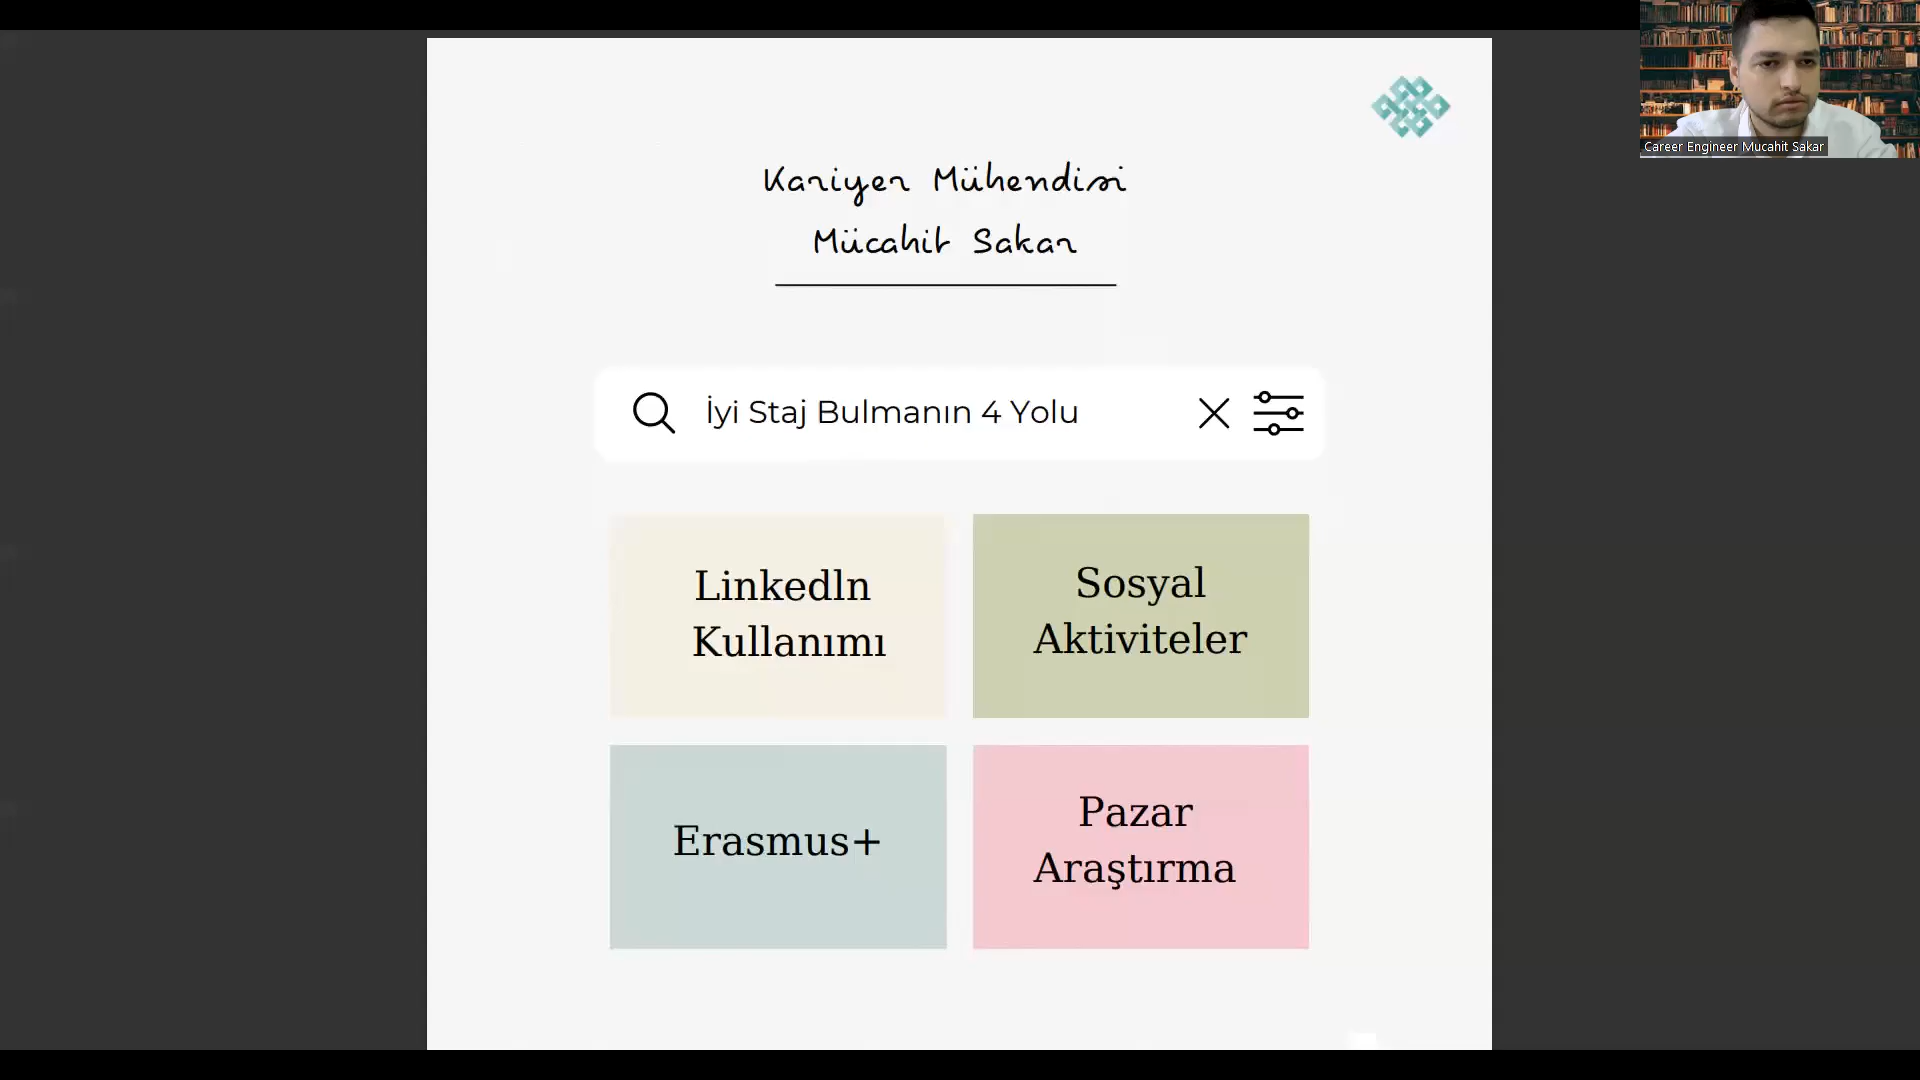 Career Engineer Mucahit Sakar
Kariyer Mühendisi
Mücahit Sakar
İyi Staj Bulmanın 4 Yolu
Linkedln
Kullanımı
Sosyal
Aktiviteler
Erasmus+
Pazar
Araştırma